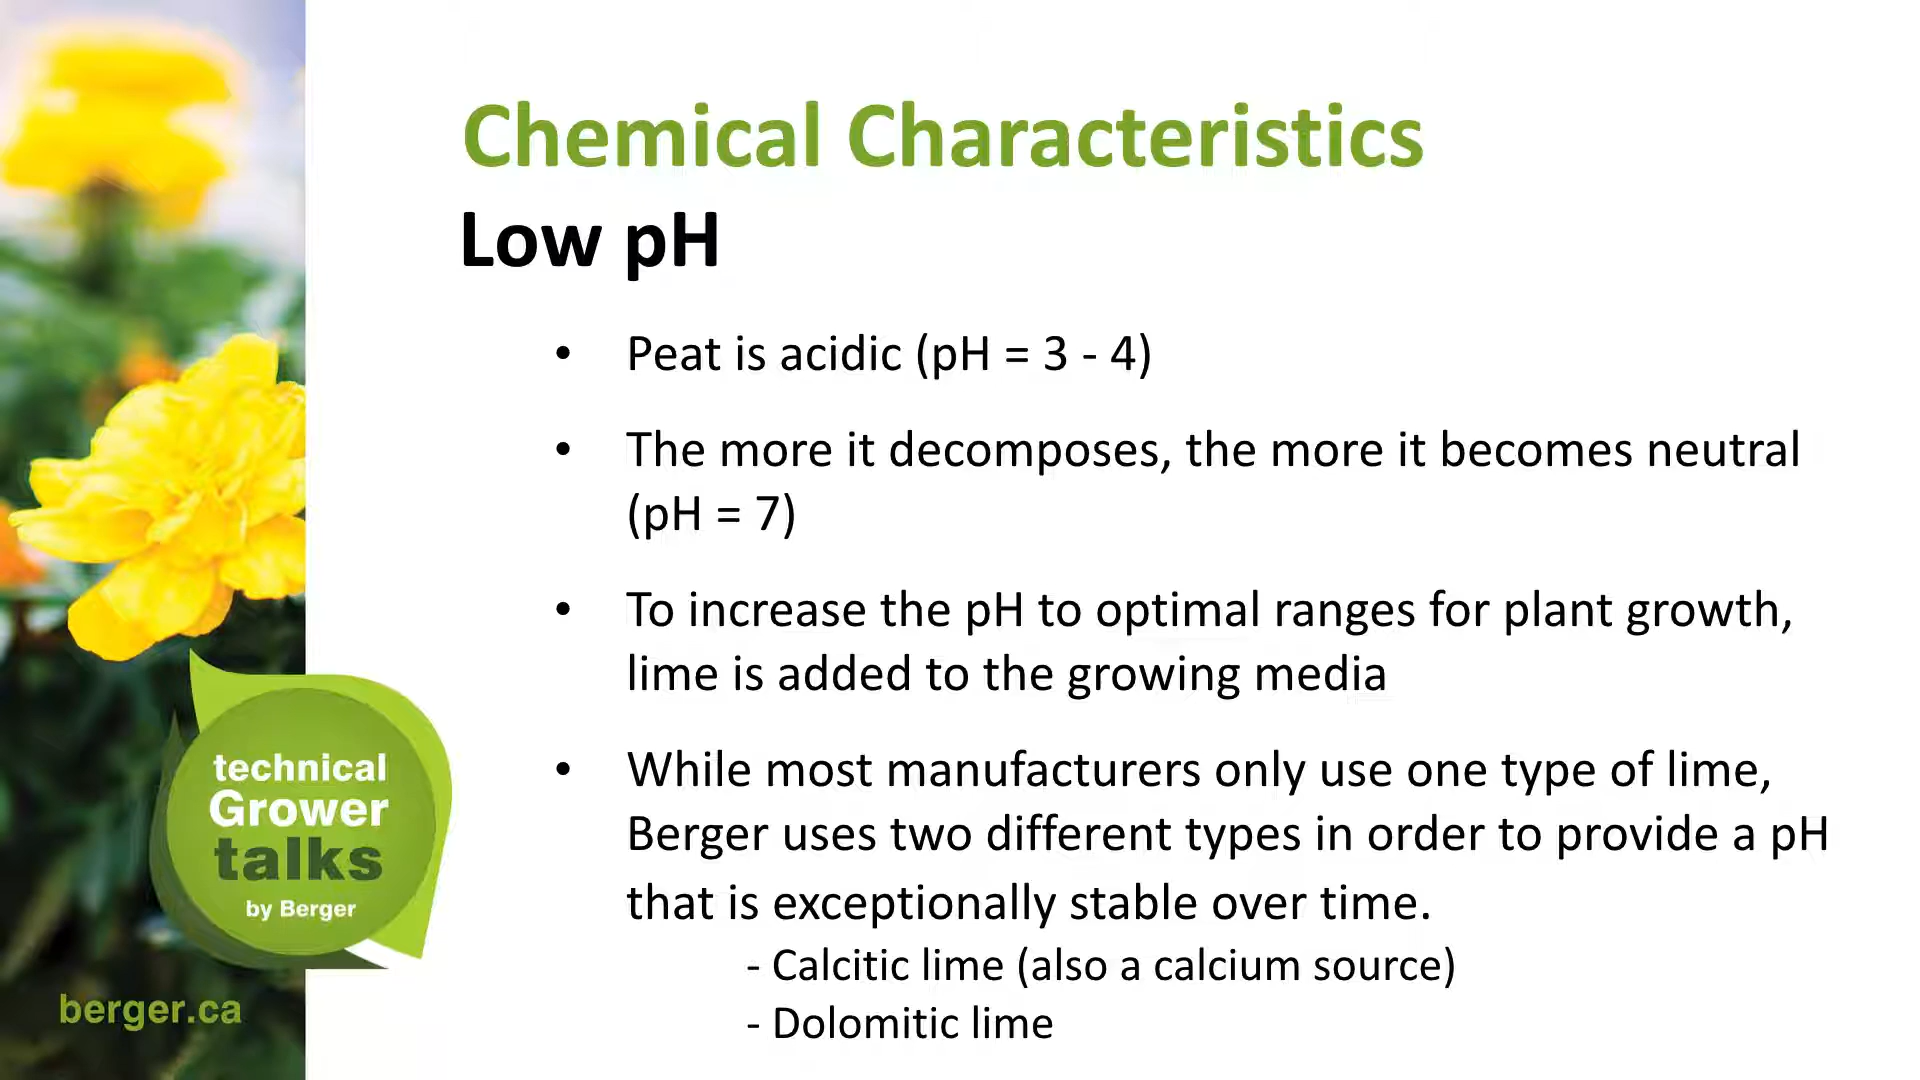 Chemical Characteristics
Low pH
• Peat is acidic (pH = 3 - 4)
• The more it decomposes, the more it becomes neutral
(pH = 7)
• To increase the pH to optimal ranges for plant growth,
lime is added to the growing media
• While most manufacturers only use one type of lime,
Berger uses two different types in order to provide a pH
that is exceptionally stable over time.
- Calcitic lime (also a calcium source)
- Dolomitic lime
technical
Grower
talks
by Berger
berger.ca